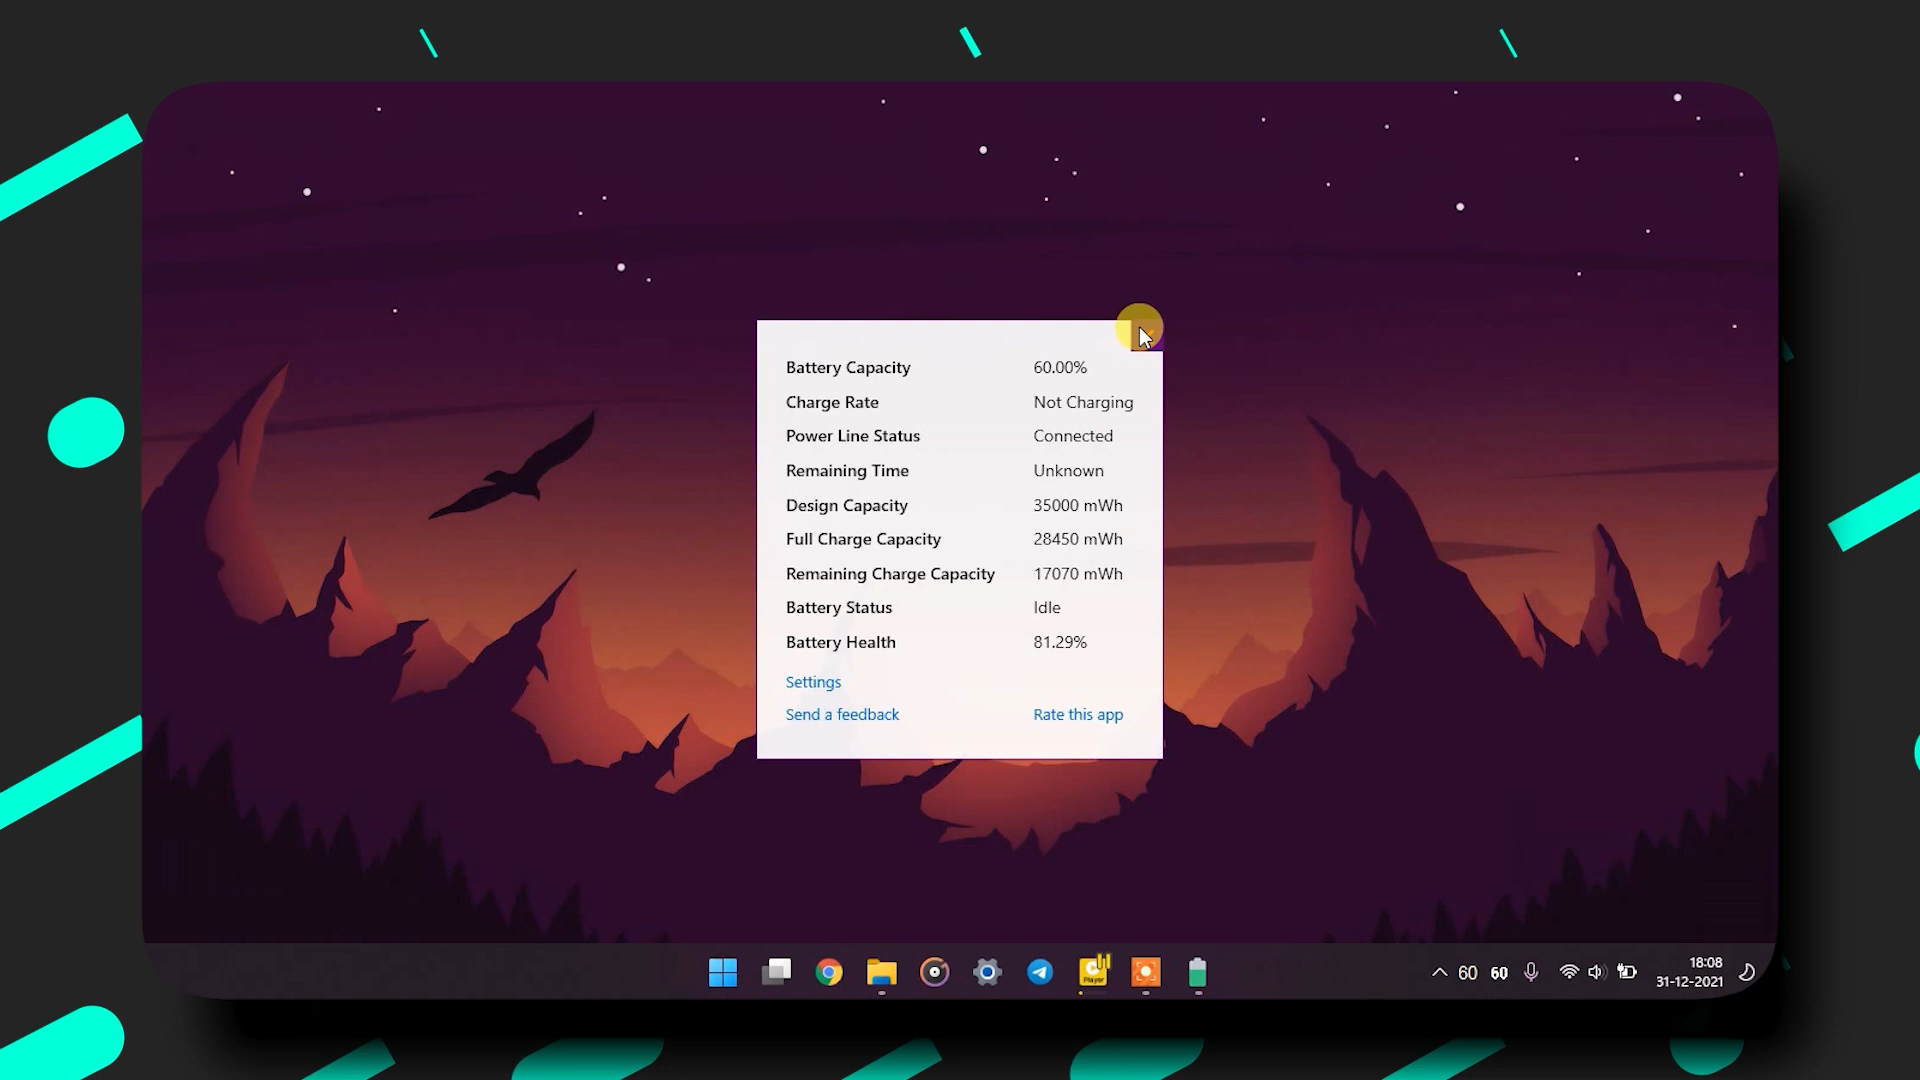 Battery Capacity 60.00%
Charge Rate Not Charging
Power Line Status Connected
Remaining Time Unknown
Design Capacity 35000 mWh
Full Charge Capacity 28450 mWh
Remaining Charge Capacity 17070 mWh
Battery Status Idle
Battery Health 81.29%
Settings
Send a feedback Rate this app
Player
60 60 18:08
31-12-2021